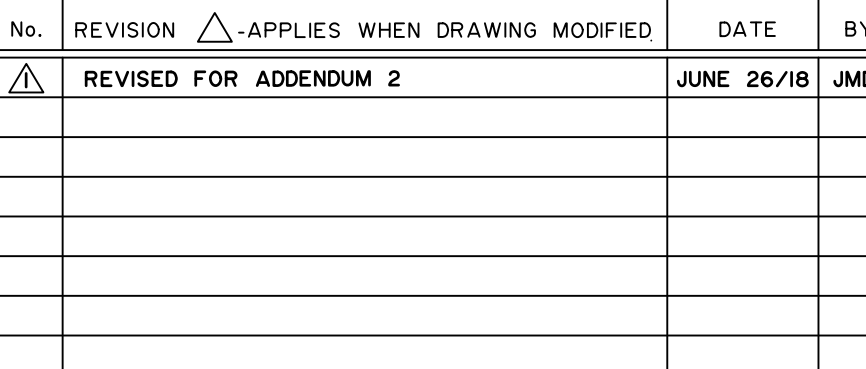 No. REVISION △-APPLIES WHEN DRAWING MODIFIED. DATE
1 REVISED FOR ADDENDUM 2 JUNE 26/18